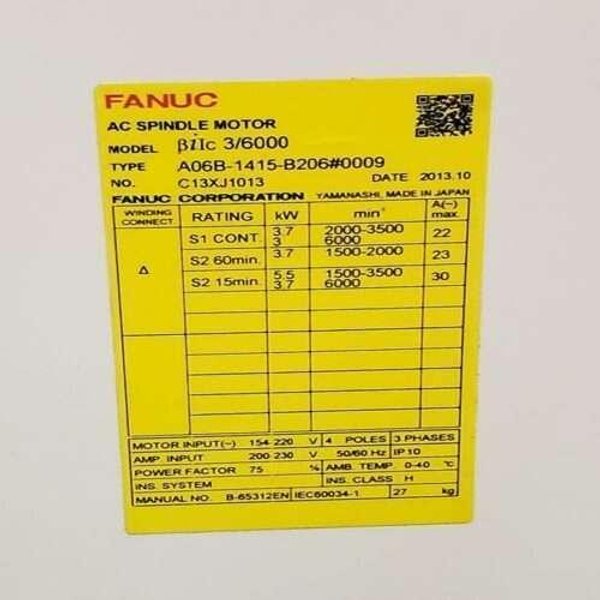 FANUC
AC SPINDLE MOTOR
MODEL βiIc 3/6000
TYPE A06B-1415-B206#0009
NO. C13XJ1013 DATE 2013.10
FANUC CORPORATION YAMANASHI, MADE IN JAPAN
WINDING CONNECT RATING kW min⁻¹ A(~) max.
Δ
S1 CONT. 3.7 2000-3500 22
3 6000
S2 60min. 3.7 1500-2000 23
S2 15min. 5.5 1500-3500 30
3.7 6000
MOTOR INPUT(~) 154 220 V 4 POLES 3 PHASES
AMP INPUT 200 230 V 50/60 Hz IP10
POWER FACTOR 75 % AMB. TEMP 0-40 ℃
INS. SYSTEM INS. CLASS H
MANUAL NO. B-65312EN IEC60034-1 27 kg